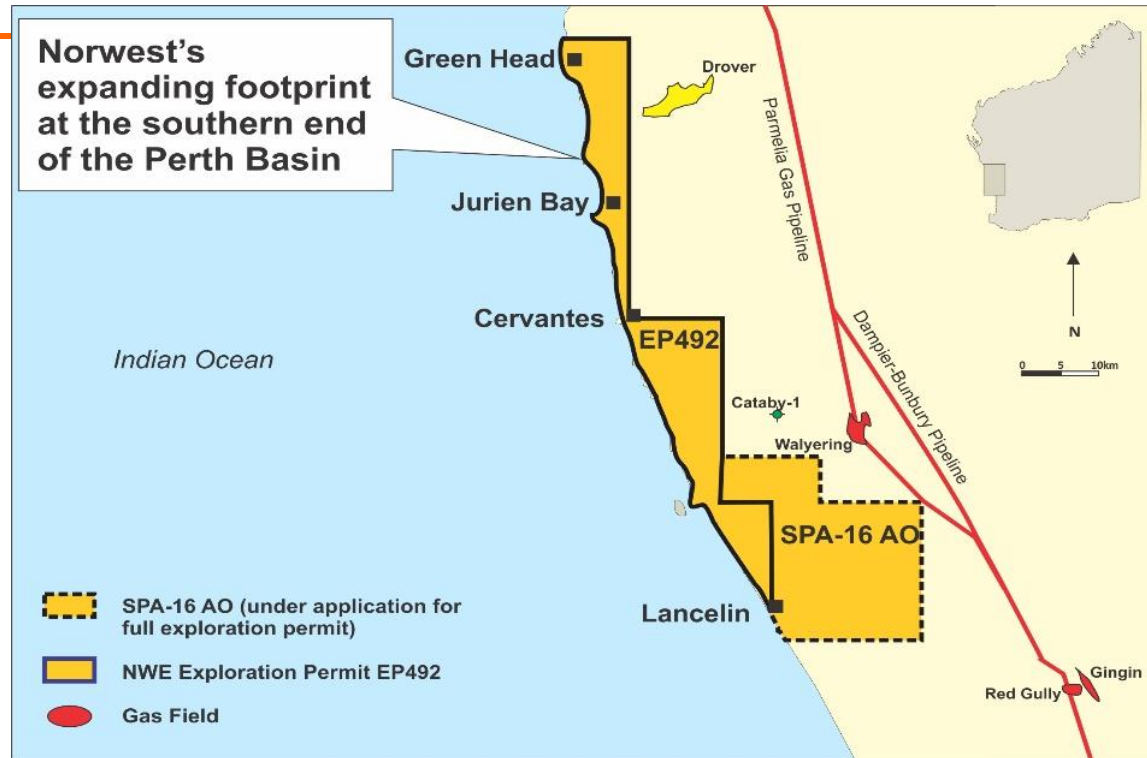 Norwest's
expanding footprint
at the southern end
of the Perth Basin
Green Head
Drover
Parmelia Gas Pipeline
Jurien Bay
N
0 5 10km
Cervantes
EP492
Dampier-Bunbury Pipeline
Indian Ocean
Cataby-1
Walyering
SPA-16 AO
Lancelin
SPA-16 AO (under application for
full exploration permit)
NWE Exploration Permit EP492
Gas Field
Red Gully
Gingin